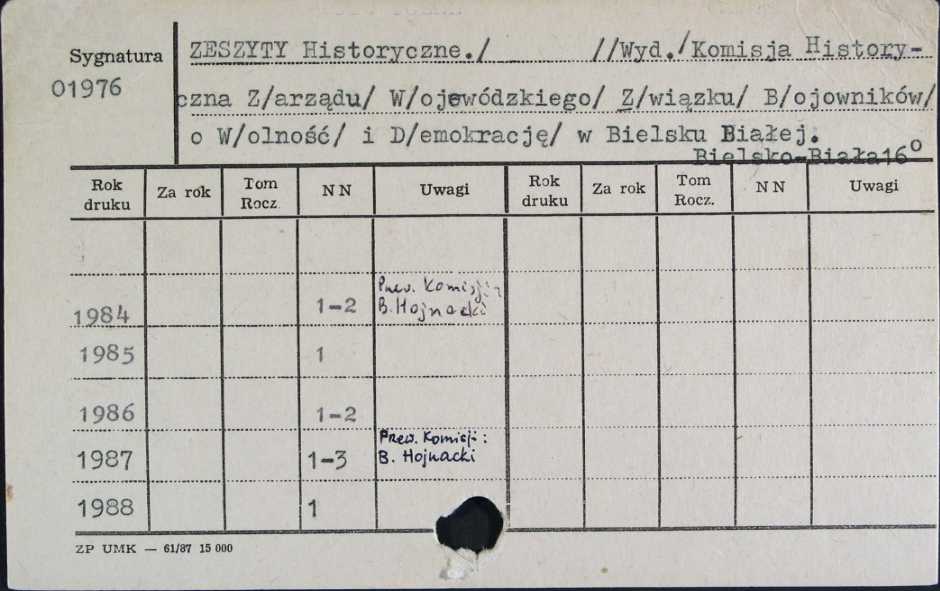 Sygnatura
01976
ZESZYTY Historyczne./ //Wyd./Komisja History-
czna Z/arządu/ W/ojewódzkiego/ Z/wiązku/ B/ojowników/
o W/olność/ i D/emokrację/ w Bielsku Białej.
Bielsko-Biała16°
Rok druku Za rok Tom Rocz. NN Uwagi Rok druku Za rok Tom Rocz. NN Uwagi
1984 1-2 Przew. Komisji:
B. Hojnacki
1985 1
1986 1-2
1987 1-3 Przew. Komisji:
B. Hojnacki
1988 1
ZP UMK — 61/87 15 000